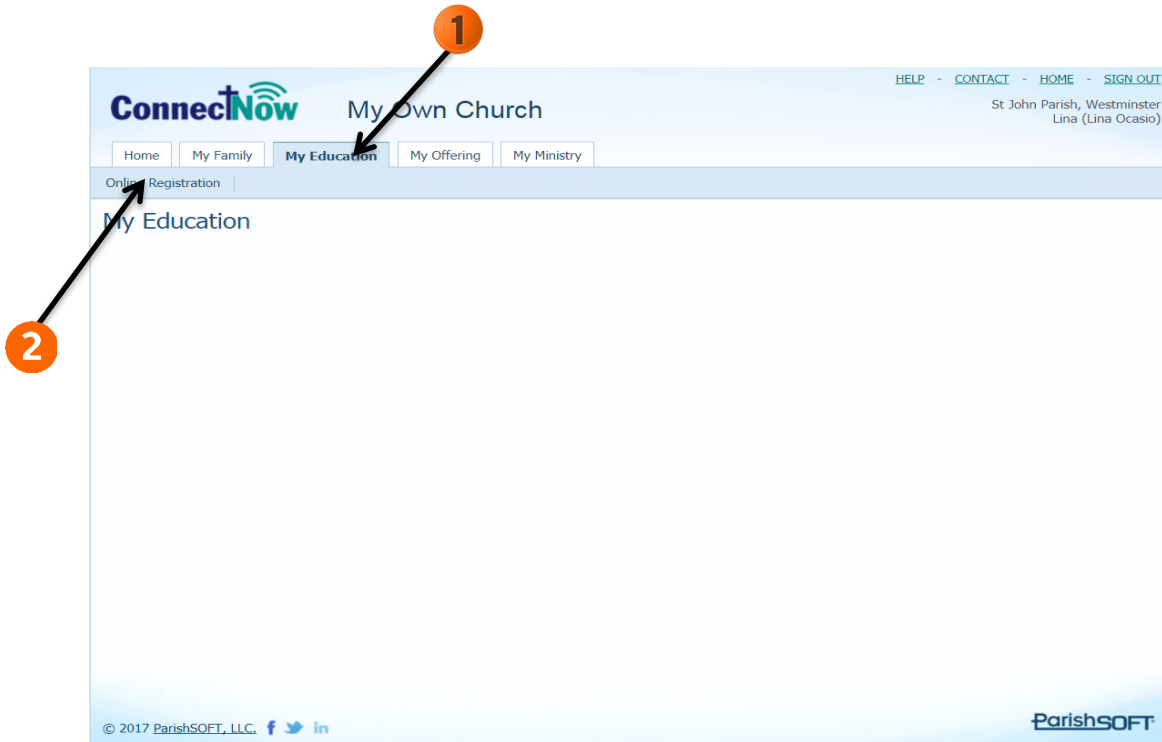 1
HELP - CONTACT - HOME - SIGN OUT
ConnectNow My Own Church
St John Parish, Westminster
Lina (Lina Ocasio)
Home My Family My Education My Offering My Ministry
Online Registration
My Education
2
© 2017 ParishSOFT, LLC. f in
ParishSOFT